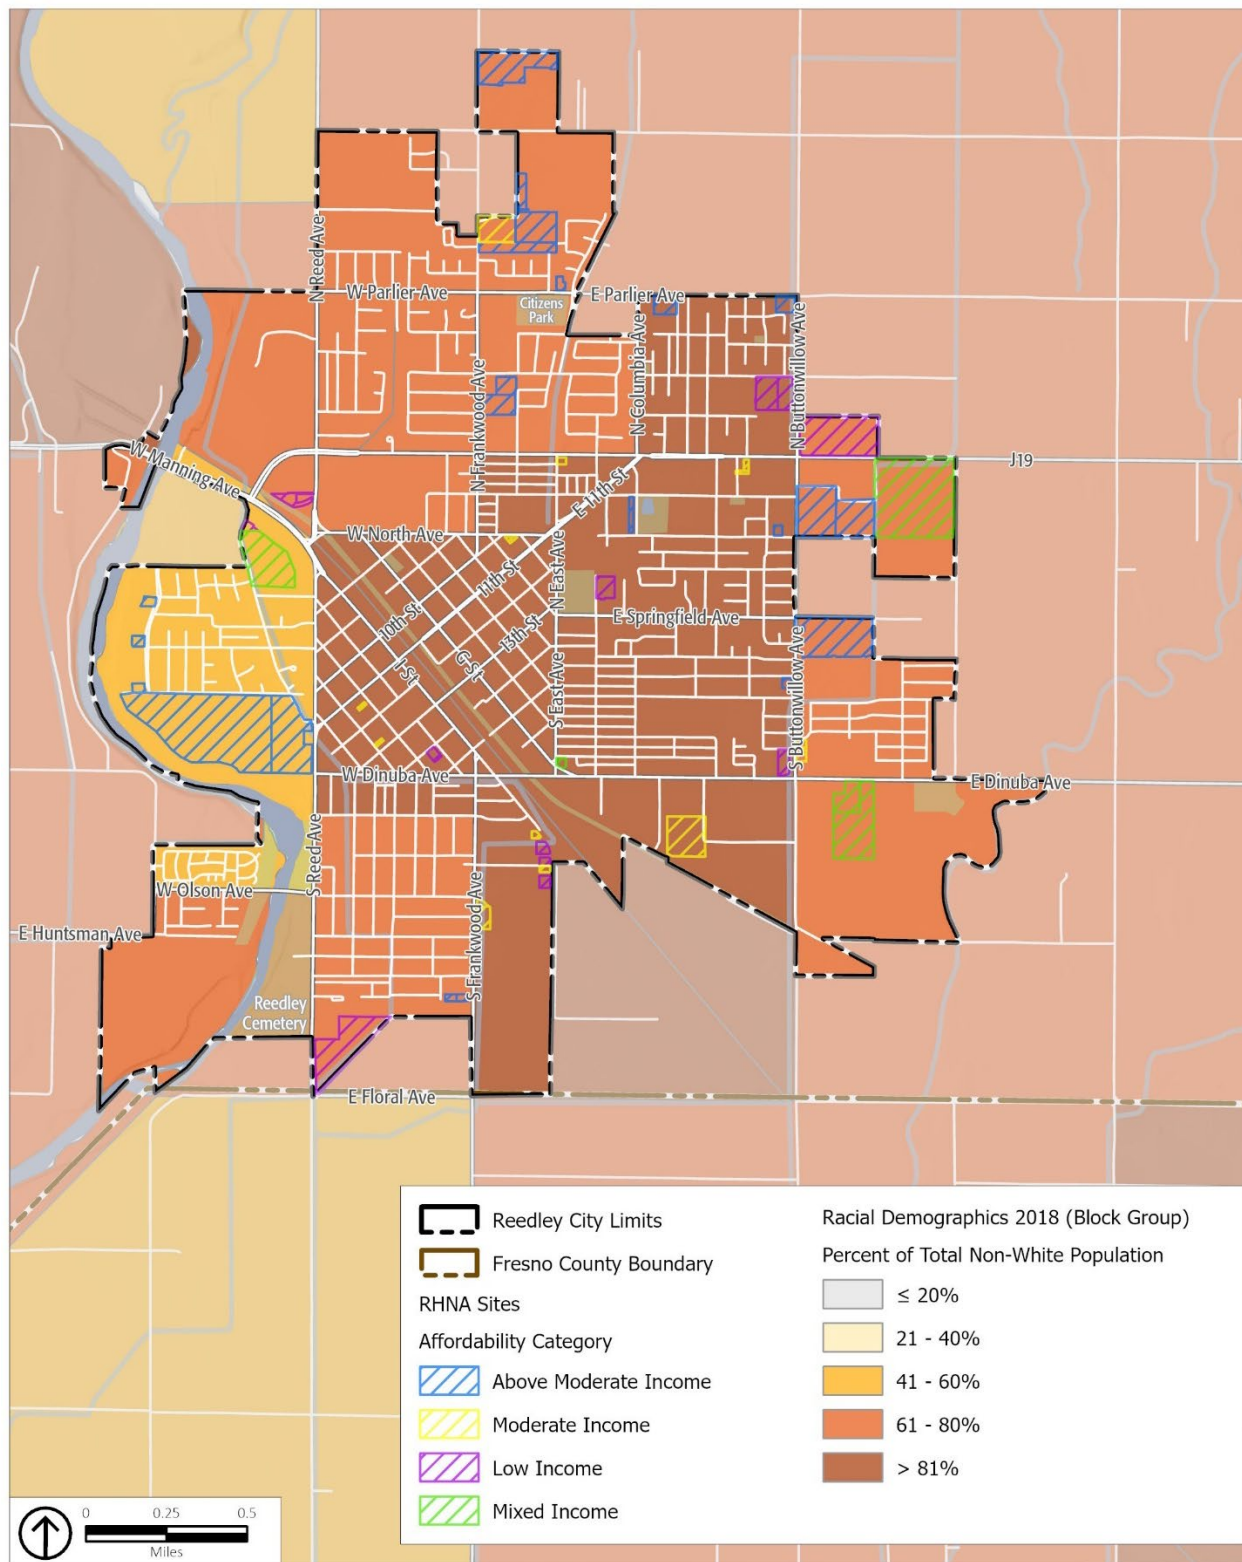 N Reed Ave
W Parlier Ave
E Parlier Ave
Citizens
Park
N Columbia Ave
N Buttonwillow Ave
N Frankwood Ave
J19
W Manning Ave
E 11th St
W North Ave
11th St
N East Ave
10th St
13th St
E Springfield Ave
I St
G St
S East Ave
S Buttonwillow Ave
W Dinuba Ave
E Dinuba Ave
S Reed Ave
W Olson Ave
S Frankwood Ave
E Huntsman Ave
Reedley
Cemetery
E Floral Ave
Reedley City Limits
Fresno County Boundary
RHNA Sites
Affordability Category
Above Moderate Income
Moderate Income
Low Income
Mixed Income
Racial Demographics 2018 (Block Group)
Percent of Total Non-White Population
≤ 20%
21 - 40%
41 - 60%
61 - 80%
> 81%
0 0.25 0.5
Miles